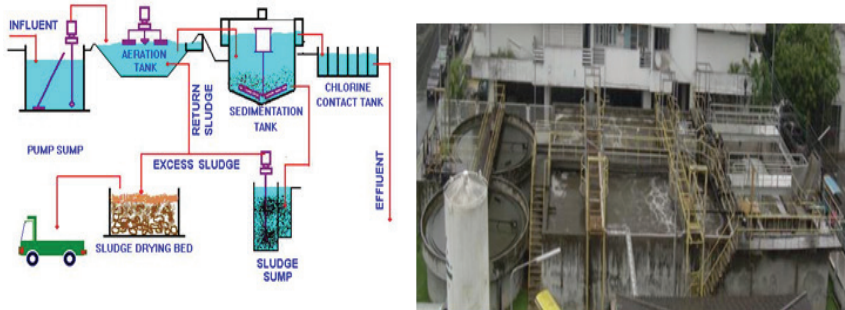 INFLUENT
AERATION
TANK
RETURN
SLUDGE
SEDIMENTATION
TANK
CHLORINE
CONTACT TANK
PUMP SUMP
EXCESS SLUDGE
EFFIUENT
SLUDGE DRYING BED
SLUDGE
SUMP